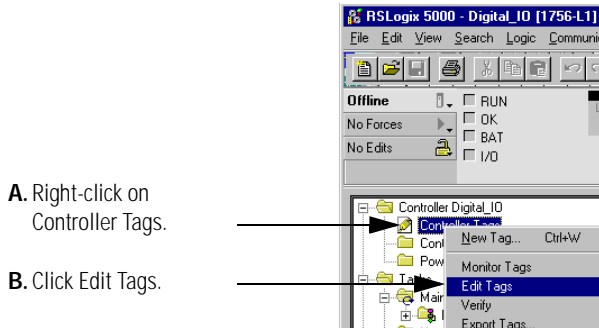 RSLogix 5000 - Digital_IO [1756-L1]
File Edit View Search Logic
Offline
RUN
No Forces
OK
No Edits
BAT
I/O
A. Right-click on
Controller Tags.
Controller Digital_IO
Controller Tags
New Tag... Ctrl+W
Monitor Tags
B. Click Edit Tags.
Edit Tags
Verify
Export Tags...